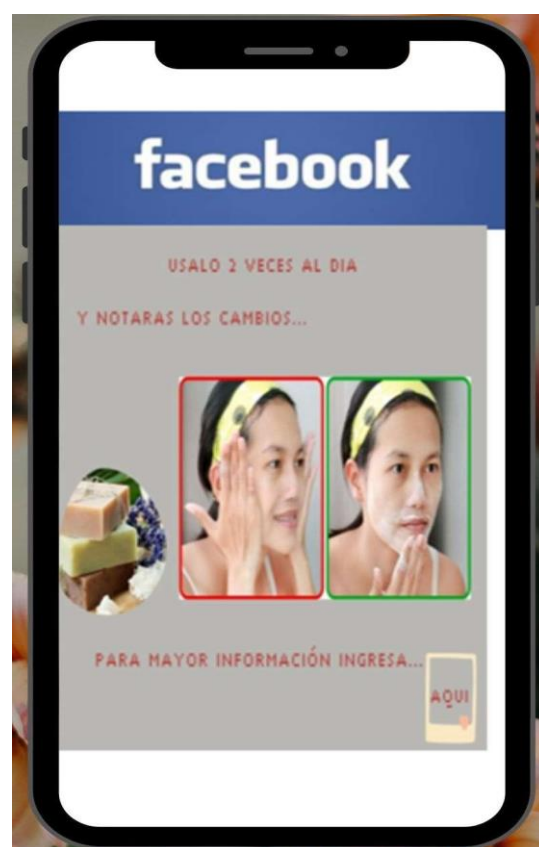 facebook
USALO 2 VECES AL DIA
Y NOTARAS LOS CAMBIOS...
PARA MAYOR INFORMACIÓN INGRESA...
AQUI